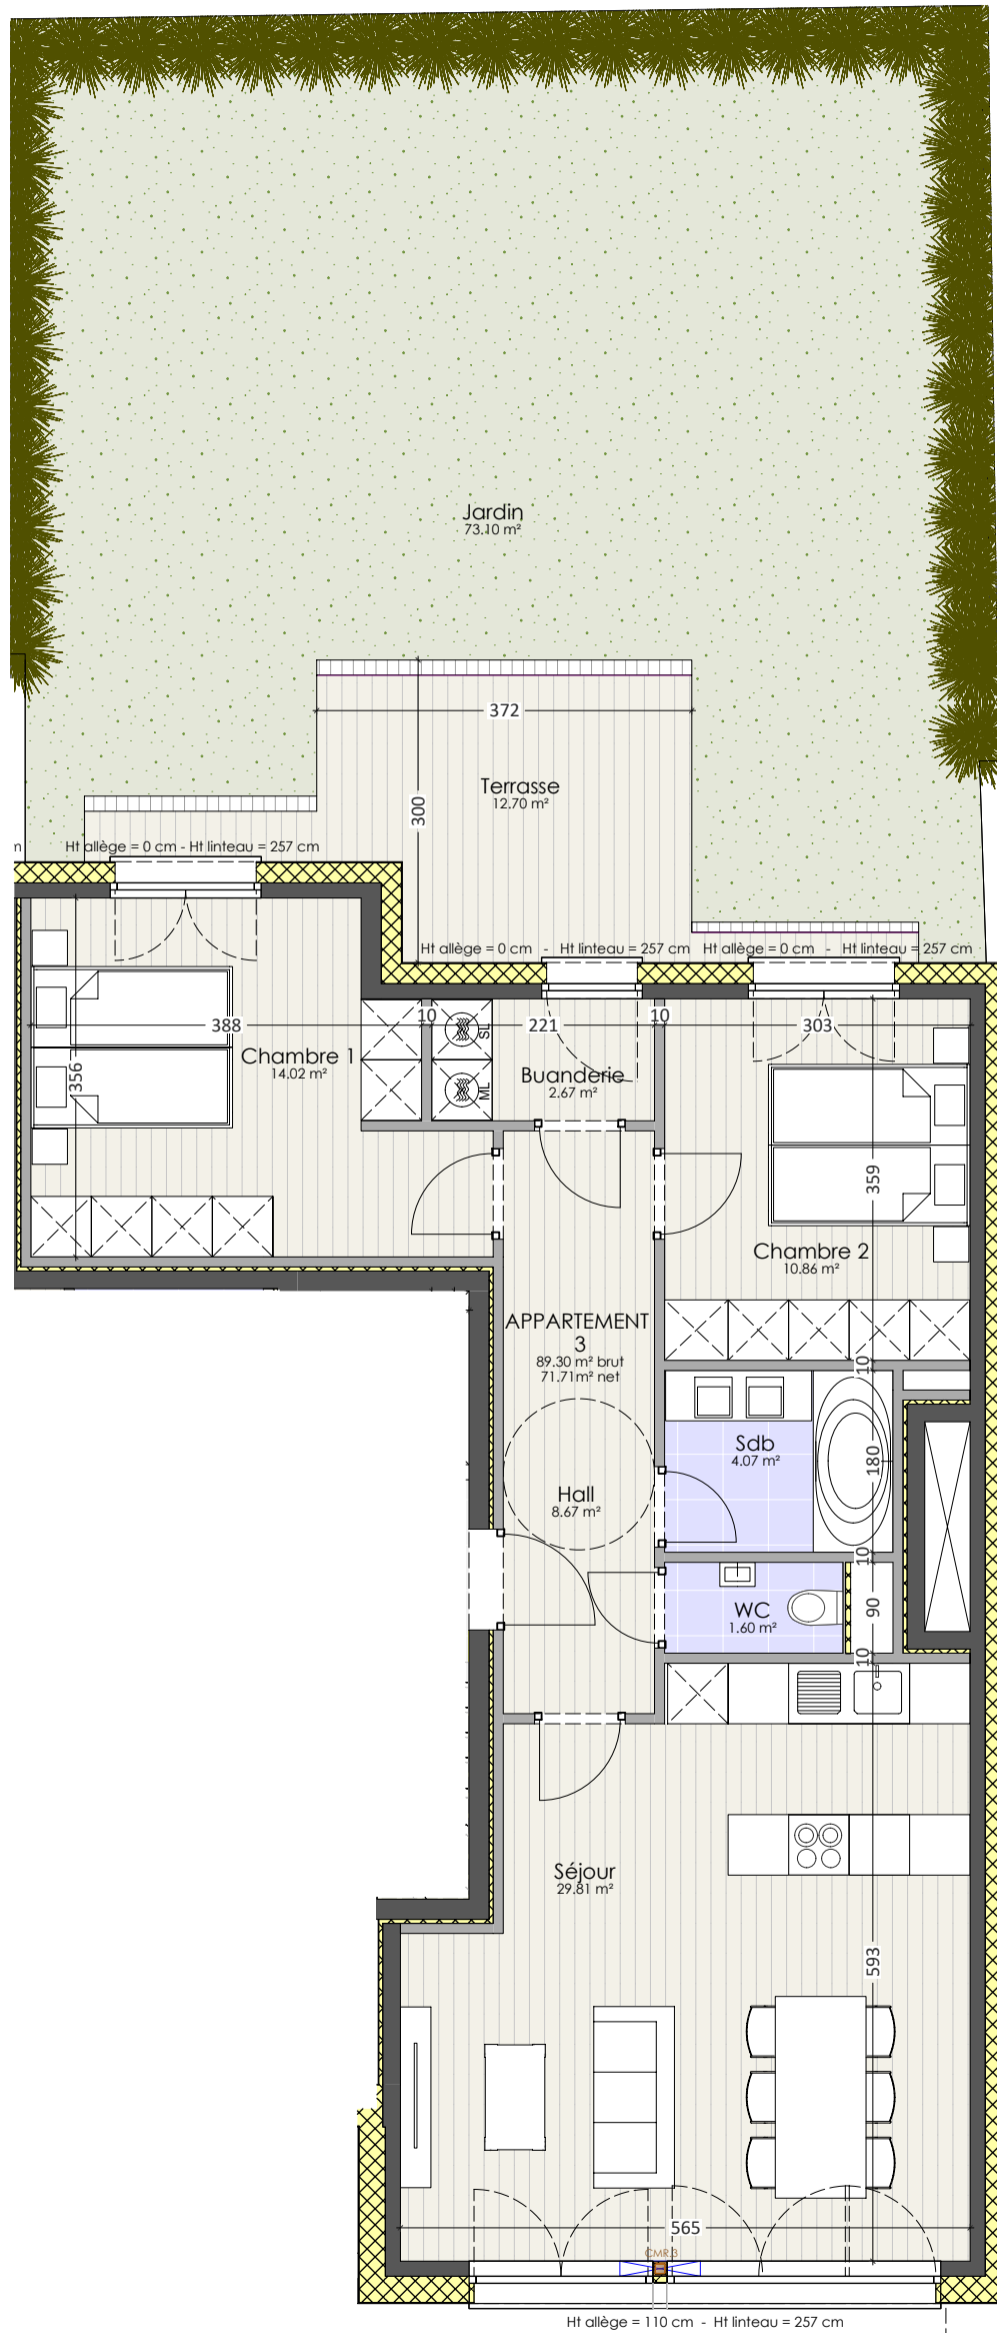 Jardin
73.10 m²
372
300
Terrasse
12.70 m²
m
Ht allège = 0 cm - Ht linteau = 257 cm
Ht allège = 0 cm - Ht linteau = 257 cm
Ht allège = 0 cm - Ht linteau = 257 cm
388
10
221
10
303
SL
ML
356
Chambre 1
14.02 m²
Buanderie
2.67 m²
359
Chambre 2
10.86 m²
APPARTEMENT
3
89.30 m² brut
71.71m² net
10
Sdb
4.07 m²
180
Hall
8.67 m²
10
WC
1.60 m²
90
10
Séjour
29.81 m²
593
565
CMR 3
Ht allège = 110 cm - Ht linteau = 257 cm